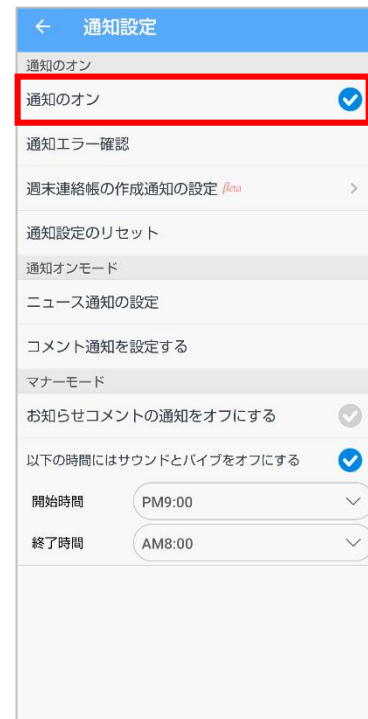 通知設定
通知のオン
通知のオン
通知エラー確認
週末連絡帳の作成通知の設定 βeta
通知設定のリセット
通知オンモード
ニュース通知の設定
コメント通知を設定する
マナーモード
お知らせコメントの通知をオフにする
以下の時間にはサウンドとバイブをオフにする
開始時間 PM9:00
終了時間 AM8:00